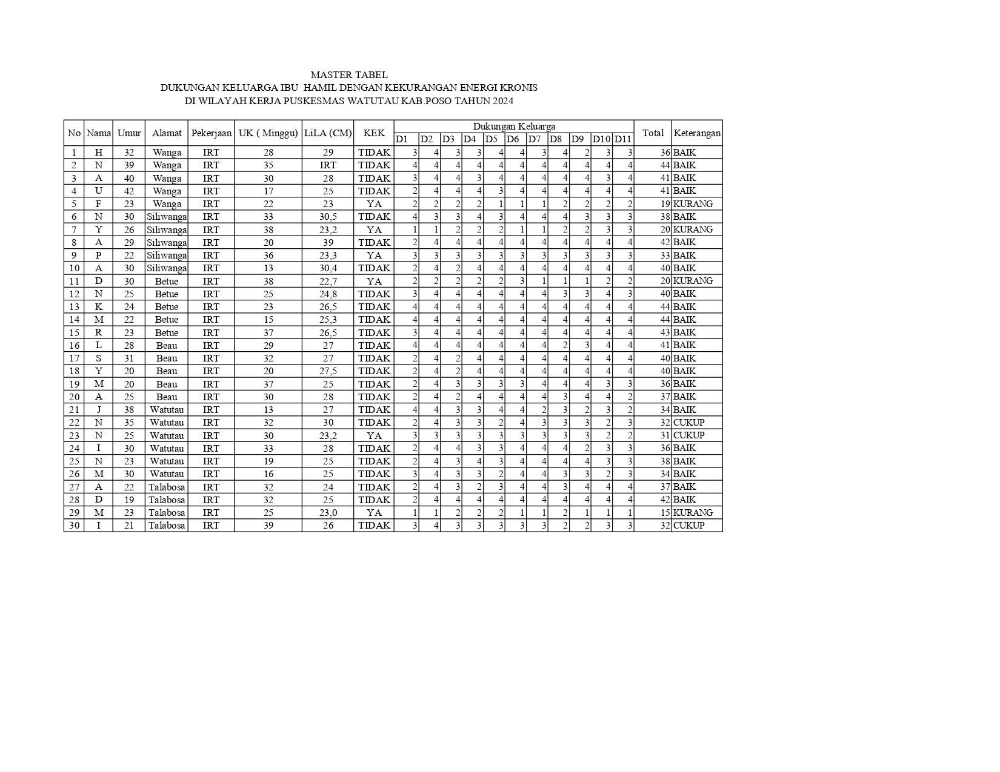 MASTER TABEL
DUKUNGAN KELUARGA IBU HAMIL DENGAN KEKURANGAN ENERGI KRONIS
DI WILAYAH KERJA PUSKESMAS WATUTAU KAB.POSO TAHUN 2024
No Nama Umur Alamat Pekerjaan UK ( Minggu) LiLA (CM) KEK Dukungan Keluarga Total Keterangan
D1 D2 D3 D4 D5 D6 D7 D8 D9 D10 D11
1 H 32 Wanga IRT 28 29 TIDAK 3 4 3 3 4 4 3 4 2 3 3 36 BAIK
2 N 39 Wanga IRT 35 IRT TIDAK 4 4 4 4 4 4 4 4 4 4 4 44 BAIK
3 A 40 Wanga IRT 30 28 TIDAK 3 4 4 3 4 4 4 4 4 3 4 41 BAIK
4 U 42 Wanga IRT 17 25 TIDAK 2 4 4 4 3 4 4 4 4 4 4 41 BAIK
5 F 23 Wanga IRT 22 23 YA 2 2 2 2 1 1 1 2 2 2 2 19 KURANG
6 N 30 Siliwanga IRT 33 30,5 TIDAK 4 3 3 4 3 4 4 4 3 3 3 38 BAIK
7 Y 26 Siliwanga IRT 38 23,2 YA 1 1 2 2 2 1 1 2 2 3 3 20 KURANG
8 A 29 Siliwanga IRT 20 39 TIDAK 2 4 4 4 4 4 4 4 4 4 4 42 BAIK
9 P 22 Siliwanga IRT 36 23,3 YA 3 3 3 3 3 3 3 3 3 3 3 33 BAIK
10 A 30 Siliwanga IRT 13 30,4 TIDAK 2 4 2 4 4 4 4 4 4 4 4 40 BAIK
11 D 30 Betue IRT 38 22,7 YA 2 2 2 2 2 3 1 1 1 2 2 20 KURANG
12 N 25 Betue IRT 25 24,8 TIDAK 3 4 4 4 4 4 4 3 3 4 3 40 BAIK
13 K 24 Betue IRT 23 26,5 TIDAK 4 4 4 4 4 4 4 4 4 4 4 44 BAIK
14 M 22 Betue IRT 15 25,3 TIDAK 4 4 4 4 4 4 4 4 4 4 4 44 BAIK
15 R 23 Betue IRT 37 26,5 TIDAK 3 4 4 4 4 4 4 4 4 4 4 43 BAIK
16 L 28 Beau IRT 29 27 TIDAK 4 4 4 4 4 4 4 2 3 4 4 41 BAIK
17 S 31 Beau IRT 32 27 TIDAK 2 4 2 4 4 4 4 4 4 4 4 40 BAIK
18 Y 20 Beau IRT 20 27,5 TIDAK 2 4 2 4 4 4 4 4 4 4 4 40 BAIK
19 M 20 Beau IRT 37 25 TIDAK 2 4 3 3 3 3 4 4 4 3 3 36 BAIK
20 A 25 Beau IRT 30 28 TIDAK 2 4 2 4 4 4 4 3 4 4 2 37 BAIK
21 J 38 Watutau IRT 13 27 TIDAK 4 4 3 3 4 4 2 3 2 3 2 34 BAIK
22 N 35 Watutau IRT 32 30 TIDAK 2 4 3 3 2 4 3 3 3 2 3 32 CUKUP
23 N 25 Watutau IRT 30 23,2 YA 3 3 3 3 3 3 3 3 3 2 2 31 CUKUP
24 I 30 Watutau IRT 33 28 TIDAK 2 4 4 3 3 4 4 4 2 3 3 36 BAIK
25 N 23 Watutau IRT 19 25 TIDAK 2 4 3 4 3 4 4 4 4 3 3 38 BAIK
26 M 30 Watutau IRT 16 25 TIDAK 3 4 3 3 2 4 4 3 3 2 3 34 BAIK
27 A 22 Talabosa IRT 32 24 TIDAK 2 4 3 2 3 4 4 3 4 4 4 37 BAIK
28 D 19 Talabosa IRT 32 25 TIDAK 2 4 4 4 4 4 4 4 4 4 4 42 BAIK
29 M 23 Talabosa IRT 25 23,0 YA 1 1 2 2 2 1 1 2 1 1 1 15 KURANG
30 I 21 Talabosa IRT 39 26 TIDAK 3 4 3 3 3 3 3 2 2 3 3 32 CUKUP